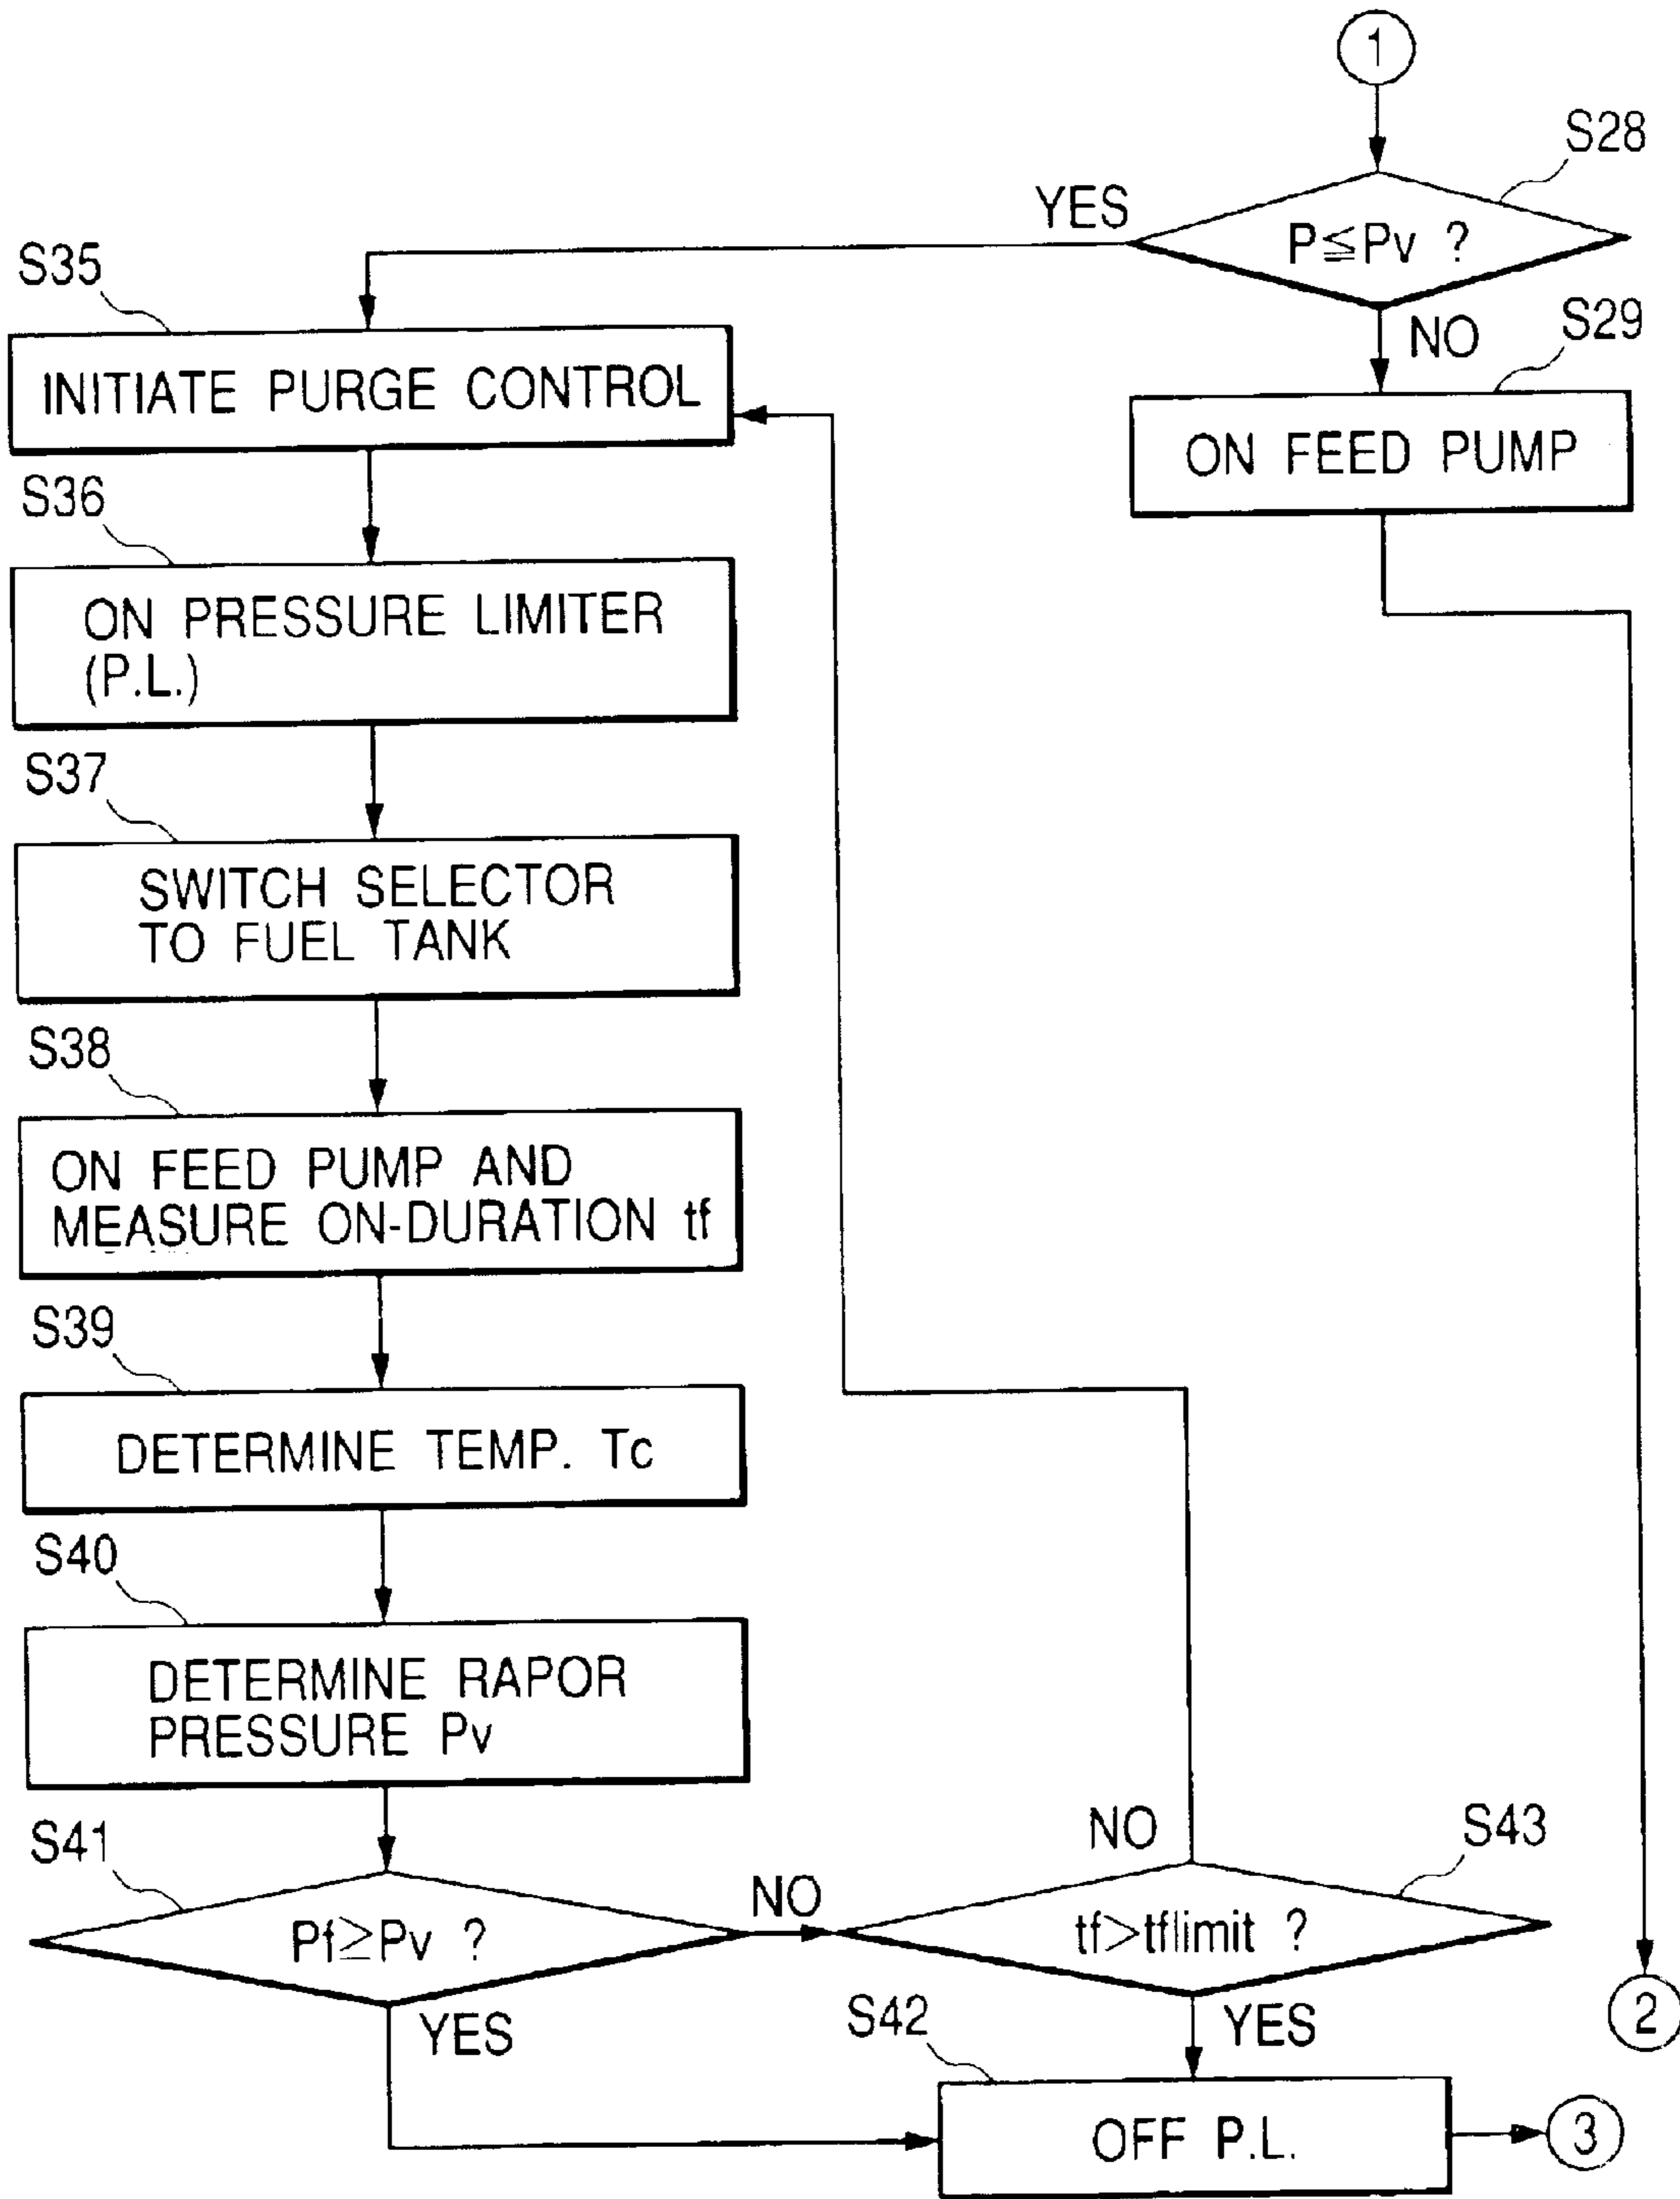 1
S28
P≦Pv ?
YES
NO
S29
ON FEED PUMP
S35
INITIATE PURGE CONTROL
S36
ON PRESSURE LIMITER
(P.L.)
S37
SWITCH SELECTOR
TO FUEL TANK
S38
ON FEED PUMP AND
MEASURE ON-DURATION tf
S39
DETERMINE TEMP. Tc
S40
DETERMINE RAPOR
PRESSURE Pv
S41
Pf≥Pv ?
NO
YES
S43
tf>tflimit ?
NO
YES
S42
OFF P.L.
2
3